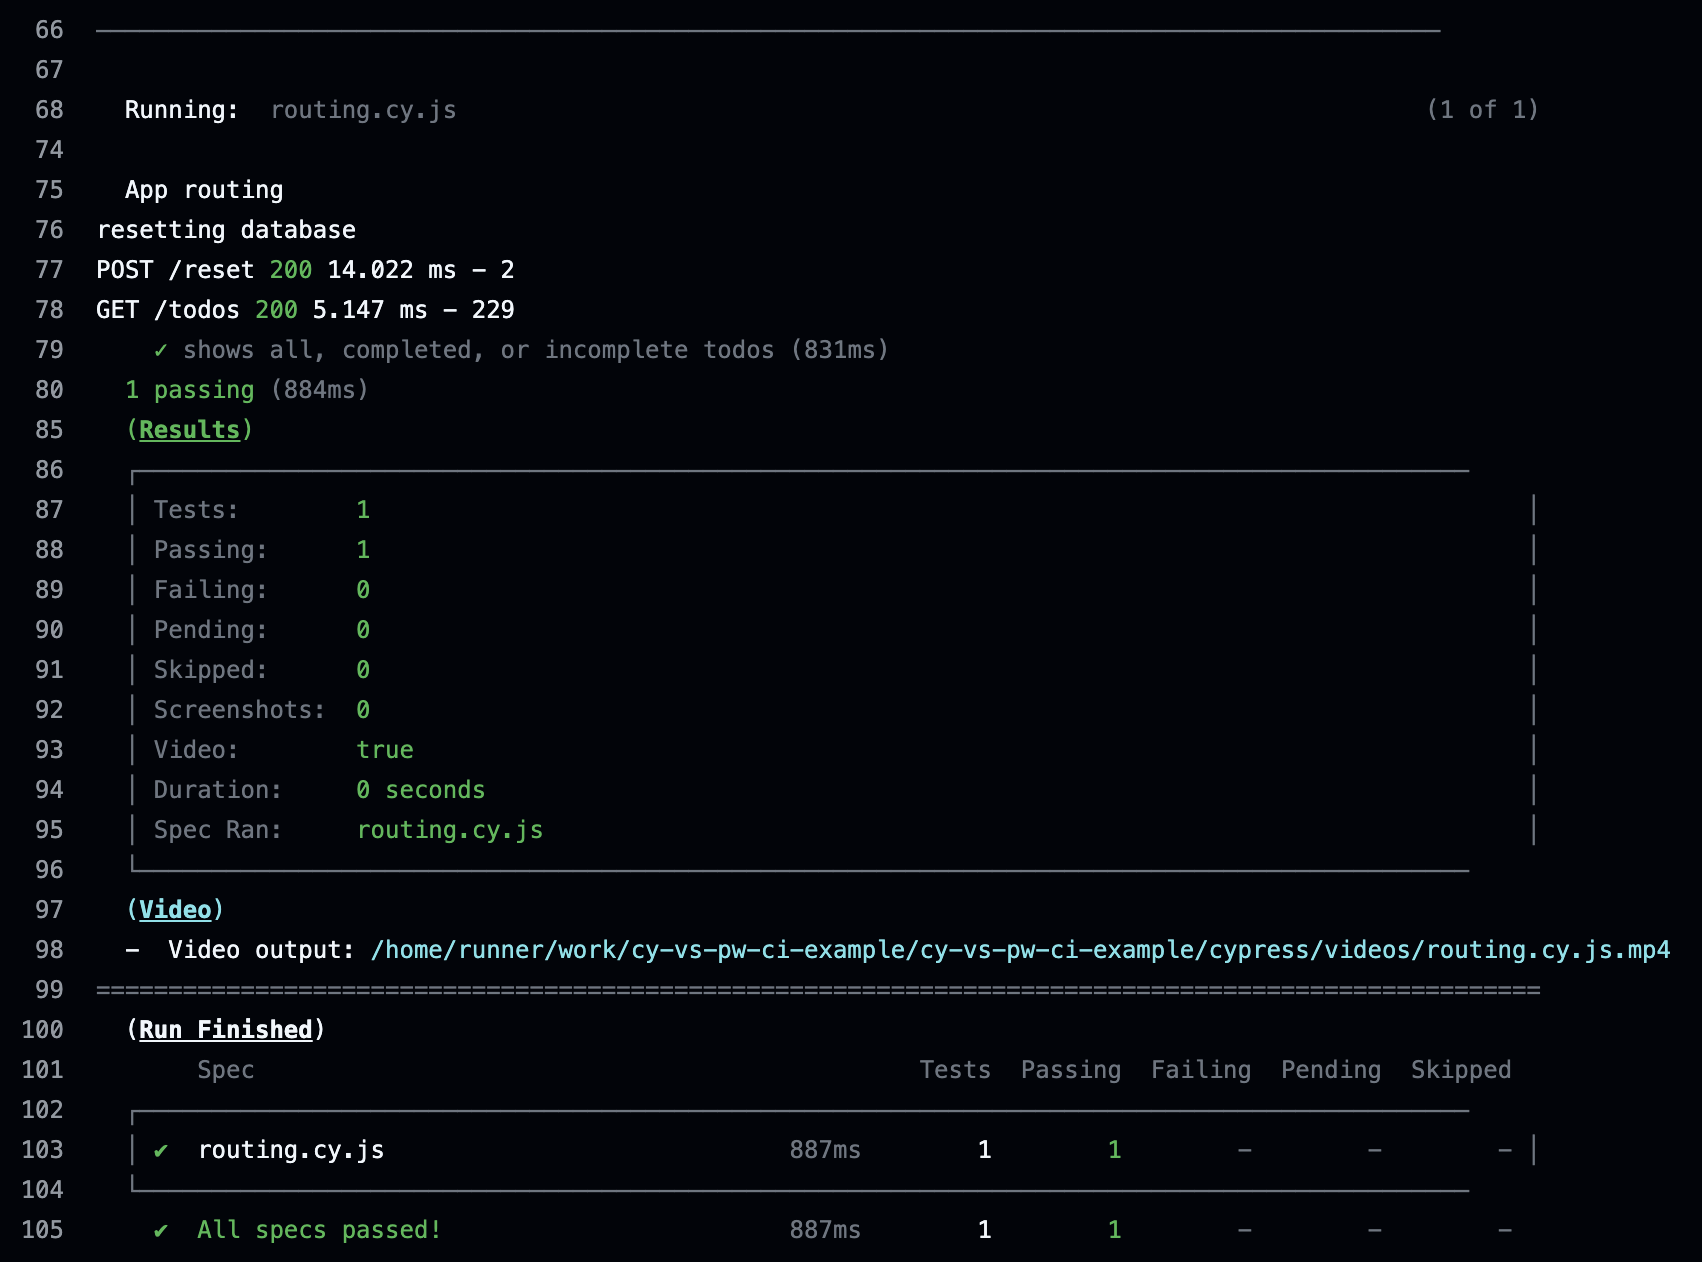 66 ────────────────────────────────────────────────────────────────────────────────────────────────
67
68 Running: routing.cy.js (1 of 1)
74
75 App routing
76 resetting database
77 POST /reset 200 14.022 ms - 2
78 GET /todos 200 5.147 ms - 229
79 ✓ shows all, completed, or incomplete todos (831ms)
80 1 passing (884ms)
85 (Results)
86
87 │ Tests: 1 │
88 │ Passing: 1 │
89 │ Failing: 0 │
90 │ Pending: 0 │
91 │ Skipped: 0 │
92 │ Screenshots: 0 │
93 │ Video: true │
94 │ Duration: 0 seconds │
95 │ Spec Ran: routing.cy.js │
96
97 (Video)
98 - Video output: /home/runner/work/cy-vs-pw-ci-example/cy-vs-pw-ci-example/cypress/videos/routing.cy.js.mp4
99 ====================================================================================================
100 (Run Finished)
101 Spec Tests Passing Failing Pending Skipped
102
103 │ ✔ routing.cy.js 887ms 1 1 - - - │
104
105 ✔ All specs passed! 887ms 1 1 - - -